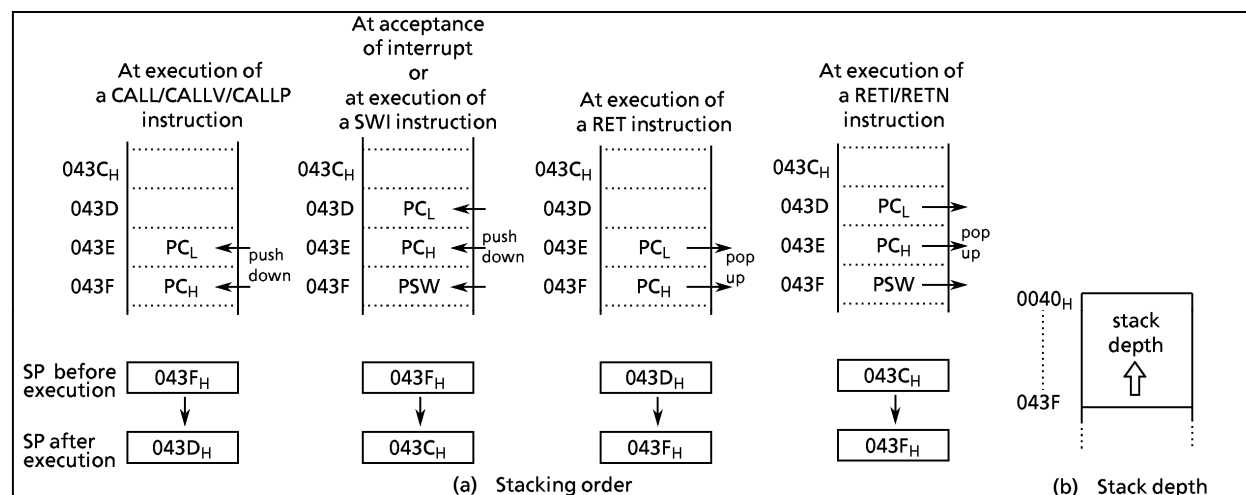 At execution of
a CALL/CALLV/CALLP
instruction
043CH
043D
043E
043F
PCL
PCH
push
down
At acceptance
of interrupt
or
at execution of
a SWI instruction
043CH
043D
043E
043F
PCL
PCH
PSW
push
down
At execution of
a RET instruction
043CH
043D
043E
043F
PCL
PCH
pop
up
At execution of
a RETI/RETN
instruction
043CH
043D
043E
043F
PCL
PCH
PSW
pop
up
SP before
execution
043FH
043FH
043DH
043CH
SP after
execution
043DH
043CH
043FH
043FH
(a) Stacking order
0040H
043F
stack
depth
(b) Stack depth